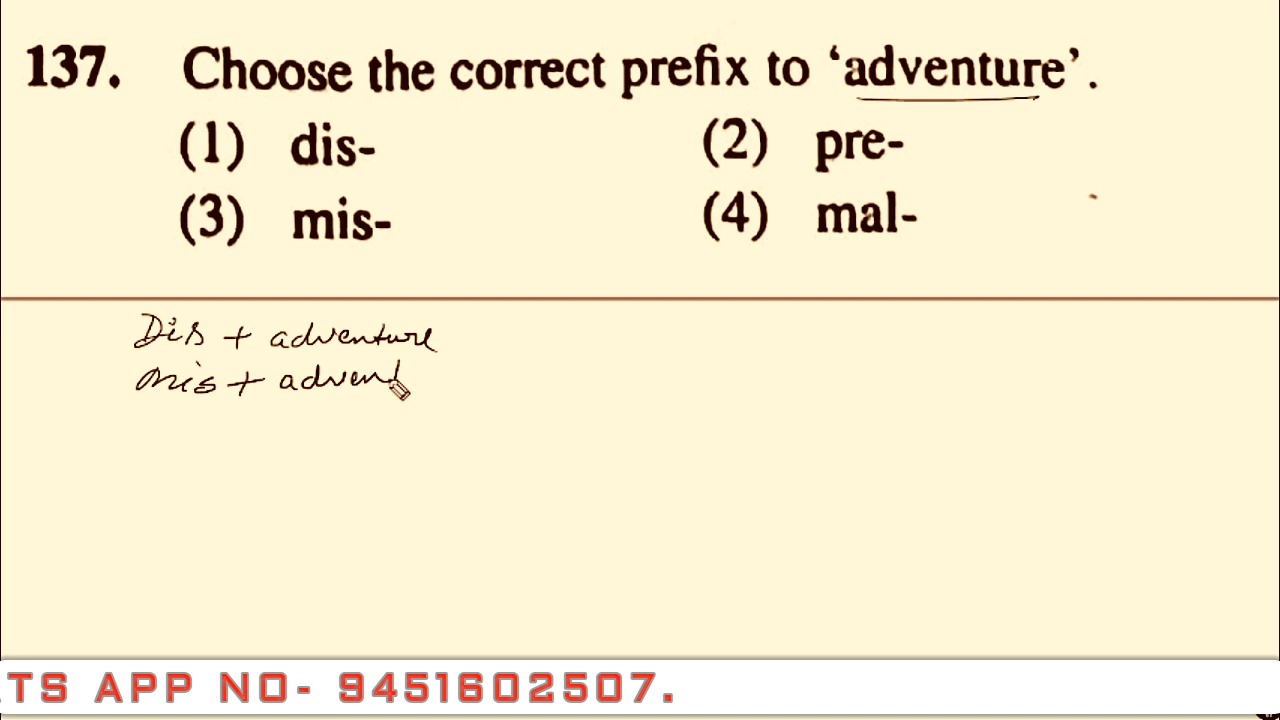 137. Choose the correct prefix to ‘adventure’.
(1) dis- (2) pre-
(3) mis- (4) mal-
Dis + adventure
mis + advent
TS APP NO- 9451602507.